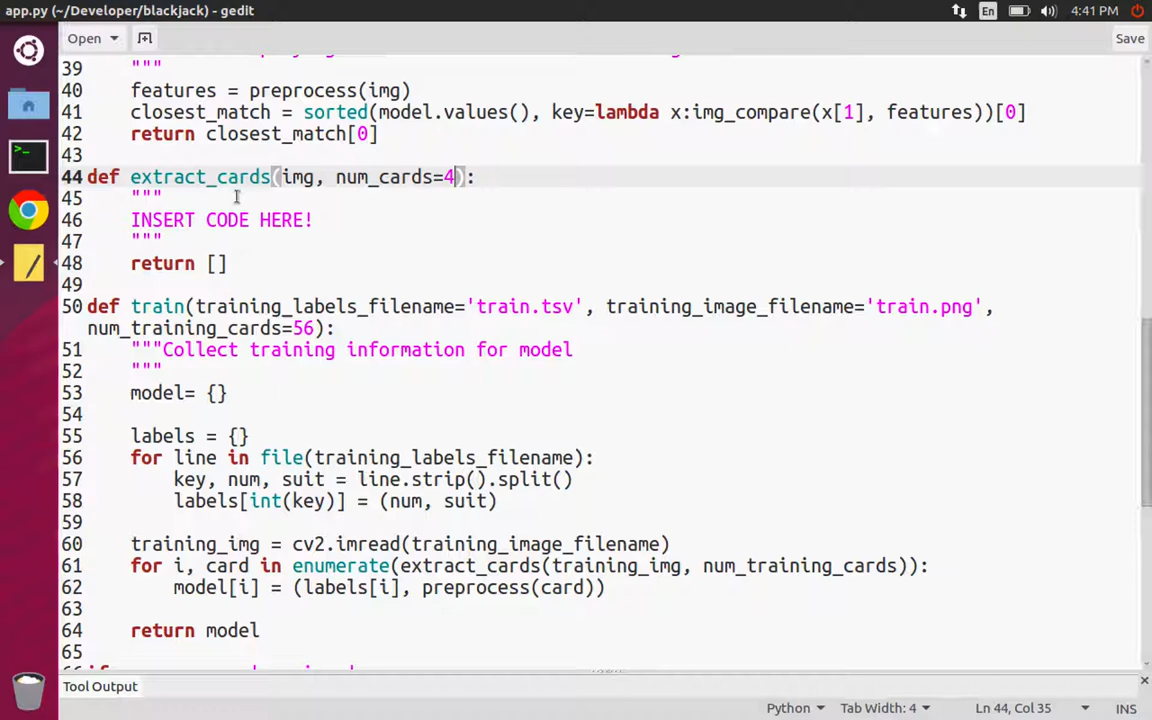 app.py (~/Developer/blackjack) - gedit
En
4:41 PM
Open
Save
39 """
40 features = preprocess(img)
41 closest_match = sorted(model.values(), key=lambda x:img_compare(x[1], features))[0]
42 return closest_match[0]
43
44 def extract_cards(img, num_cards=4):
45 """
46 INSERT CODE HERE!
47 """
48 return []
49
50 def train(training_labels_filename='train.tsv', training_image_filename='train.png',
num_training_cards=56):
51 """Collect training information for model
52 """
53 model= {}
54
55 labels = {}
56 for line in file(training_labels_filename):
57 key, num, suit = line.strip().split()
58 labels[int(key)] = (num, suit)
59
60 training_img = cv2.imread(training_image_filename)
61 for i, card in enumerate(extract_cards(training_img, num_training_cards)):
62 model[i] = (labels[i], preprocess(card))
63
64 return model
65
Tool Output
Python
Tab Width: 4
Ln 44, Col 35
INS